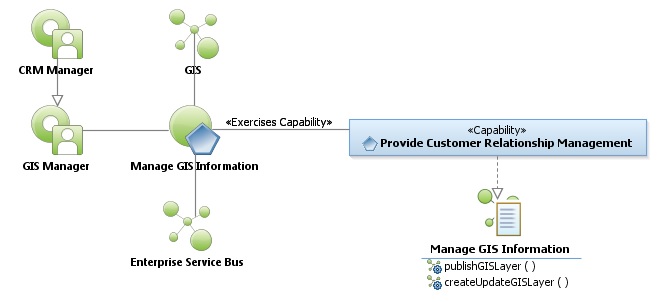 CRM Manager
GIS
«Exercises Capability»
«Capability»
Provide Customer Relationship Management
GIS Manager
Manage GIS Information
Enterprise Service Bus
Manage GIS Information
publishGISLayer ( )
createUpdateGISLayer ( )